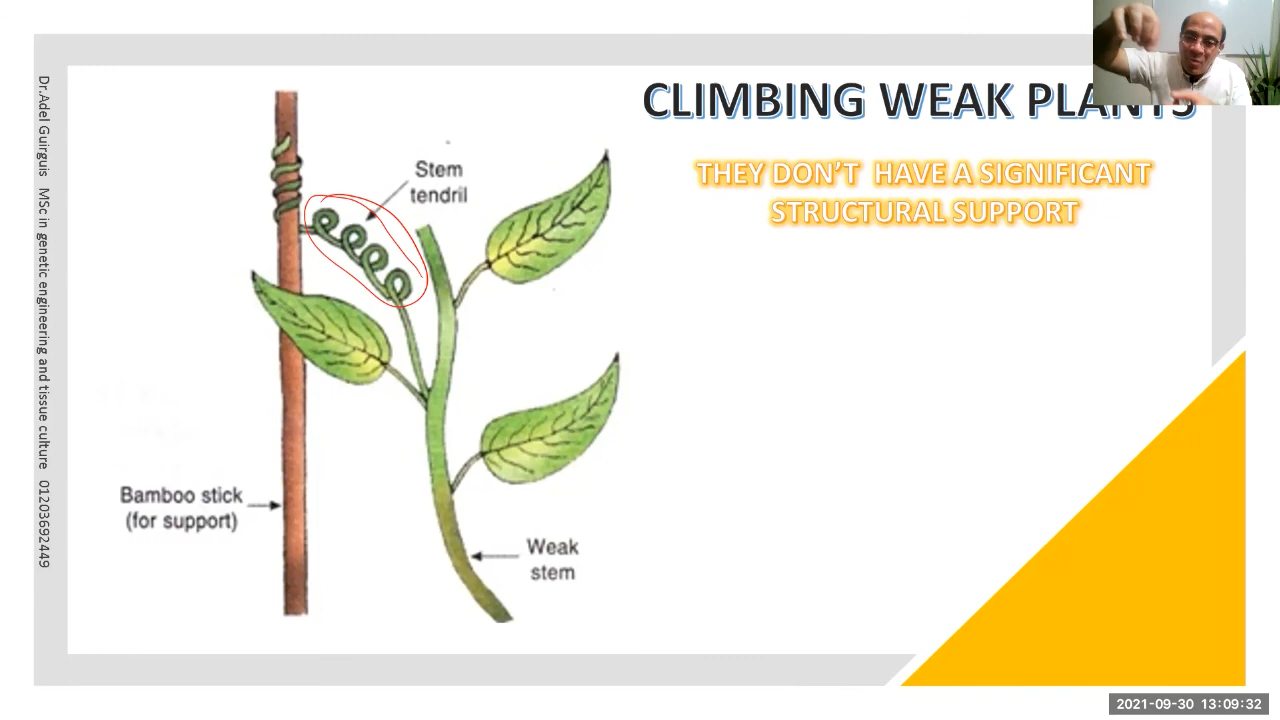 CLIMBING WEAK PLANTS
THEY DON'T HAVE A SIGNIFICANT
STRUCTURAL SUPPORT
Stem
tendril
Bamboo stick
(for support)
Weak
stem
Dr.Adel Guirguis MSc in genetic engineering and tissue culture 01203692449
2021-09-30 13:09:32